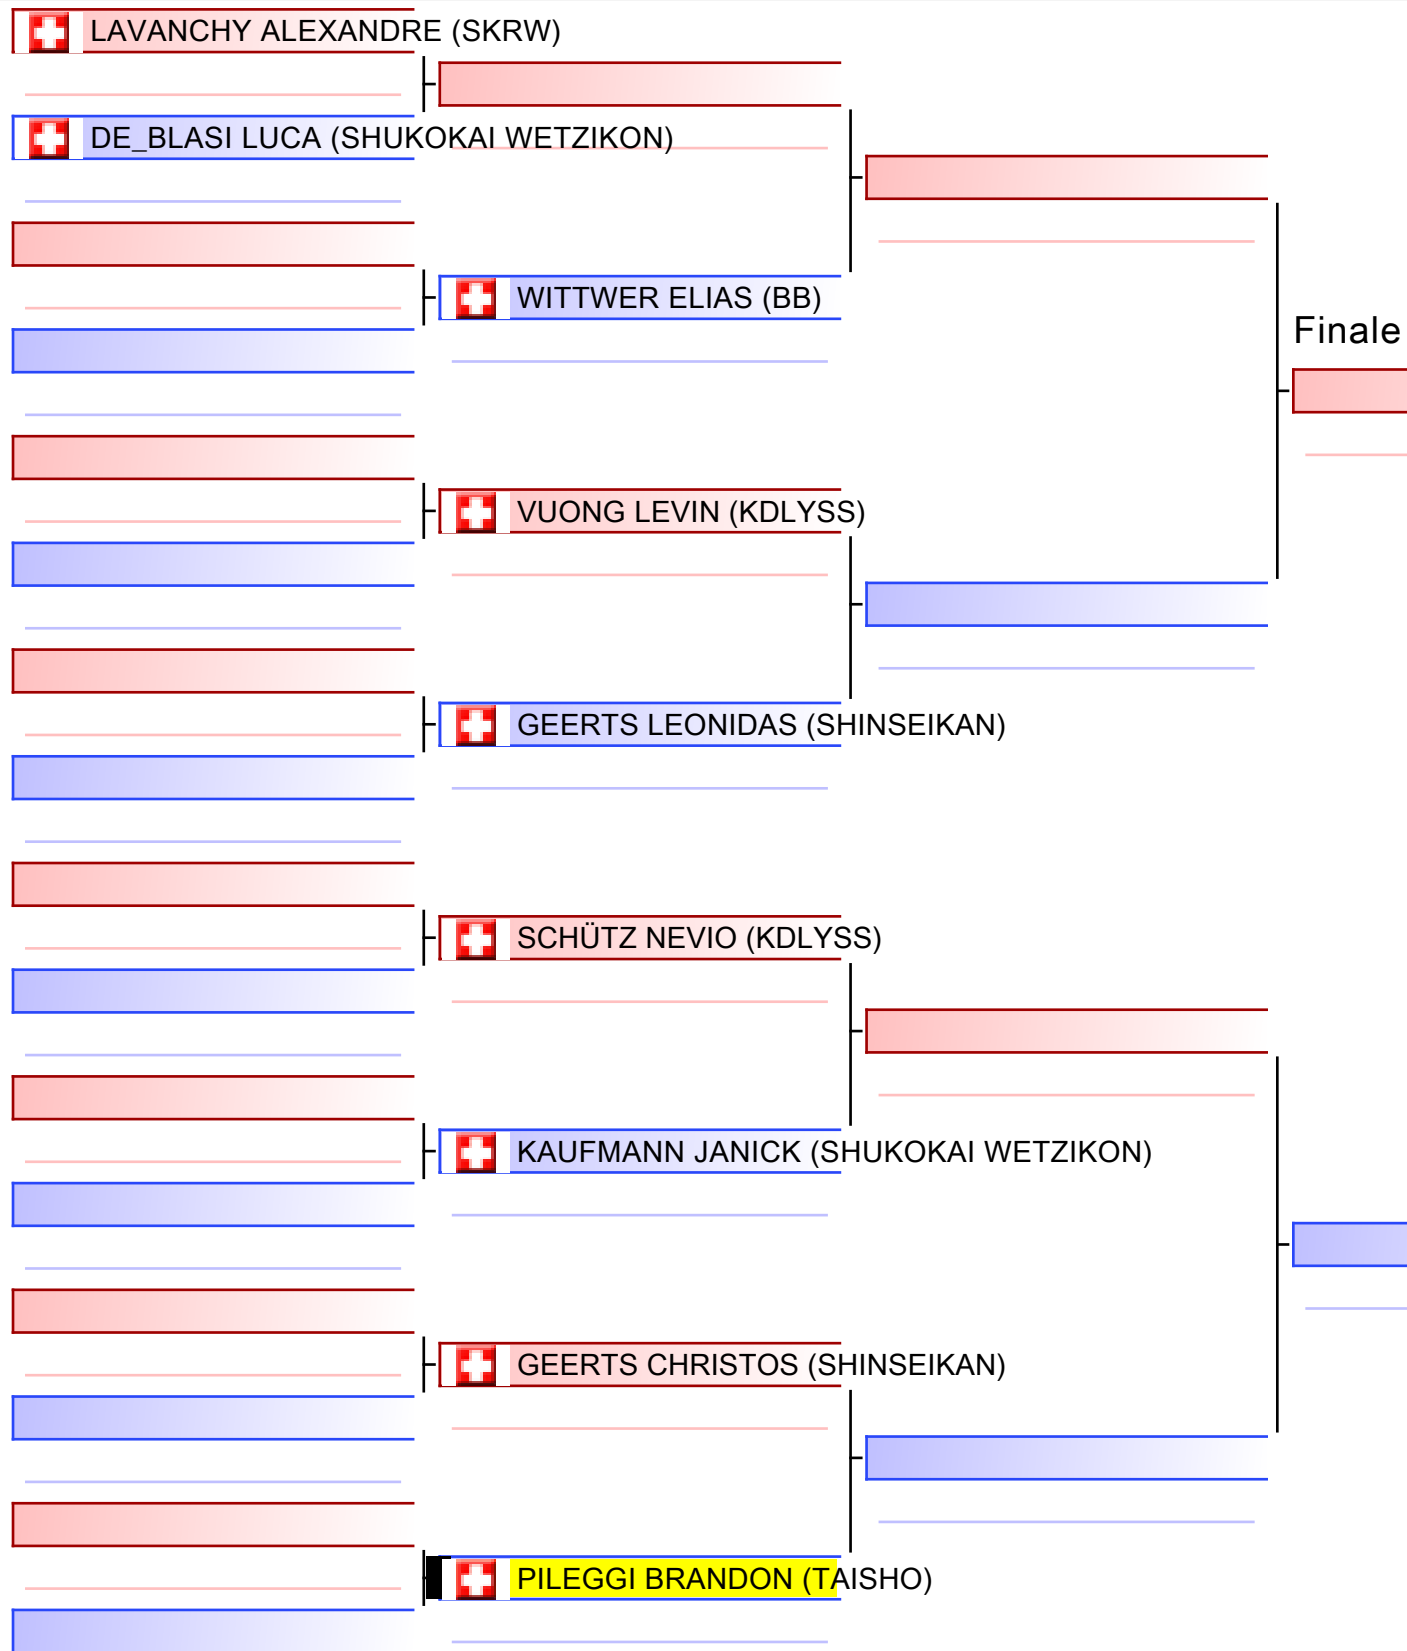 LAVANCHY ALEXANDRE (SKRW)
DE_BLASI LUCA (SHUKOKAI WETZIKON)
WITTWER ELIAS (BB)
Finale
VUONG LEVIN (KDLYSS)
GEERTS LEONIDAS (SHINSEIKAN)
SCHÜTZ NEVIO (KDLYSS)
KAUFMANN JANICK (SHUKOKAI WETZIKON)
GEERTS CHRISTOS (SHINSEIKAN)
PILEGGI BRANDON (TAISHO)